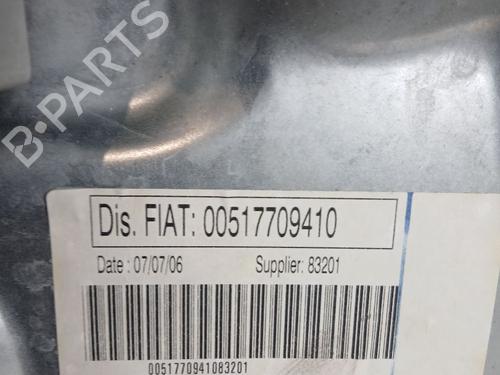 B-PARTS
Dis. FIAT: 00517709410
Date : 07/07/06 Supplier: 83201
0051770941083201